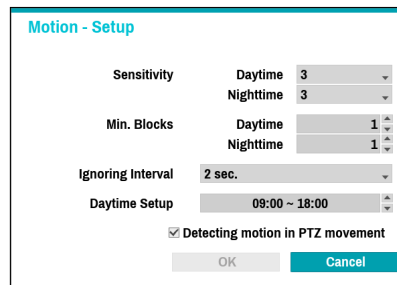 Motion - Setup
Sensitivity Daytime 3
Nighttime 3
Min. Blocks Daytime 1
Nighttime 1
Ignoring Interval 2 sec.
Daytime Setup 09:00 ~ 18:00
Detecting motion in PTZ movement
OK Cancel